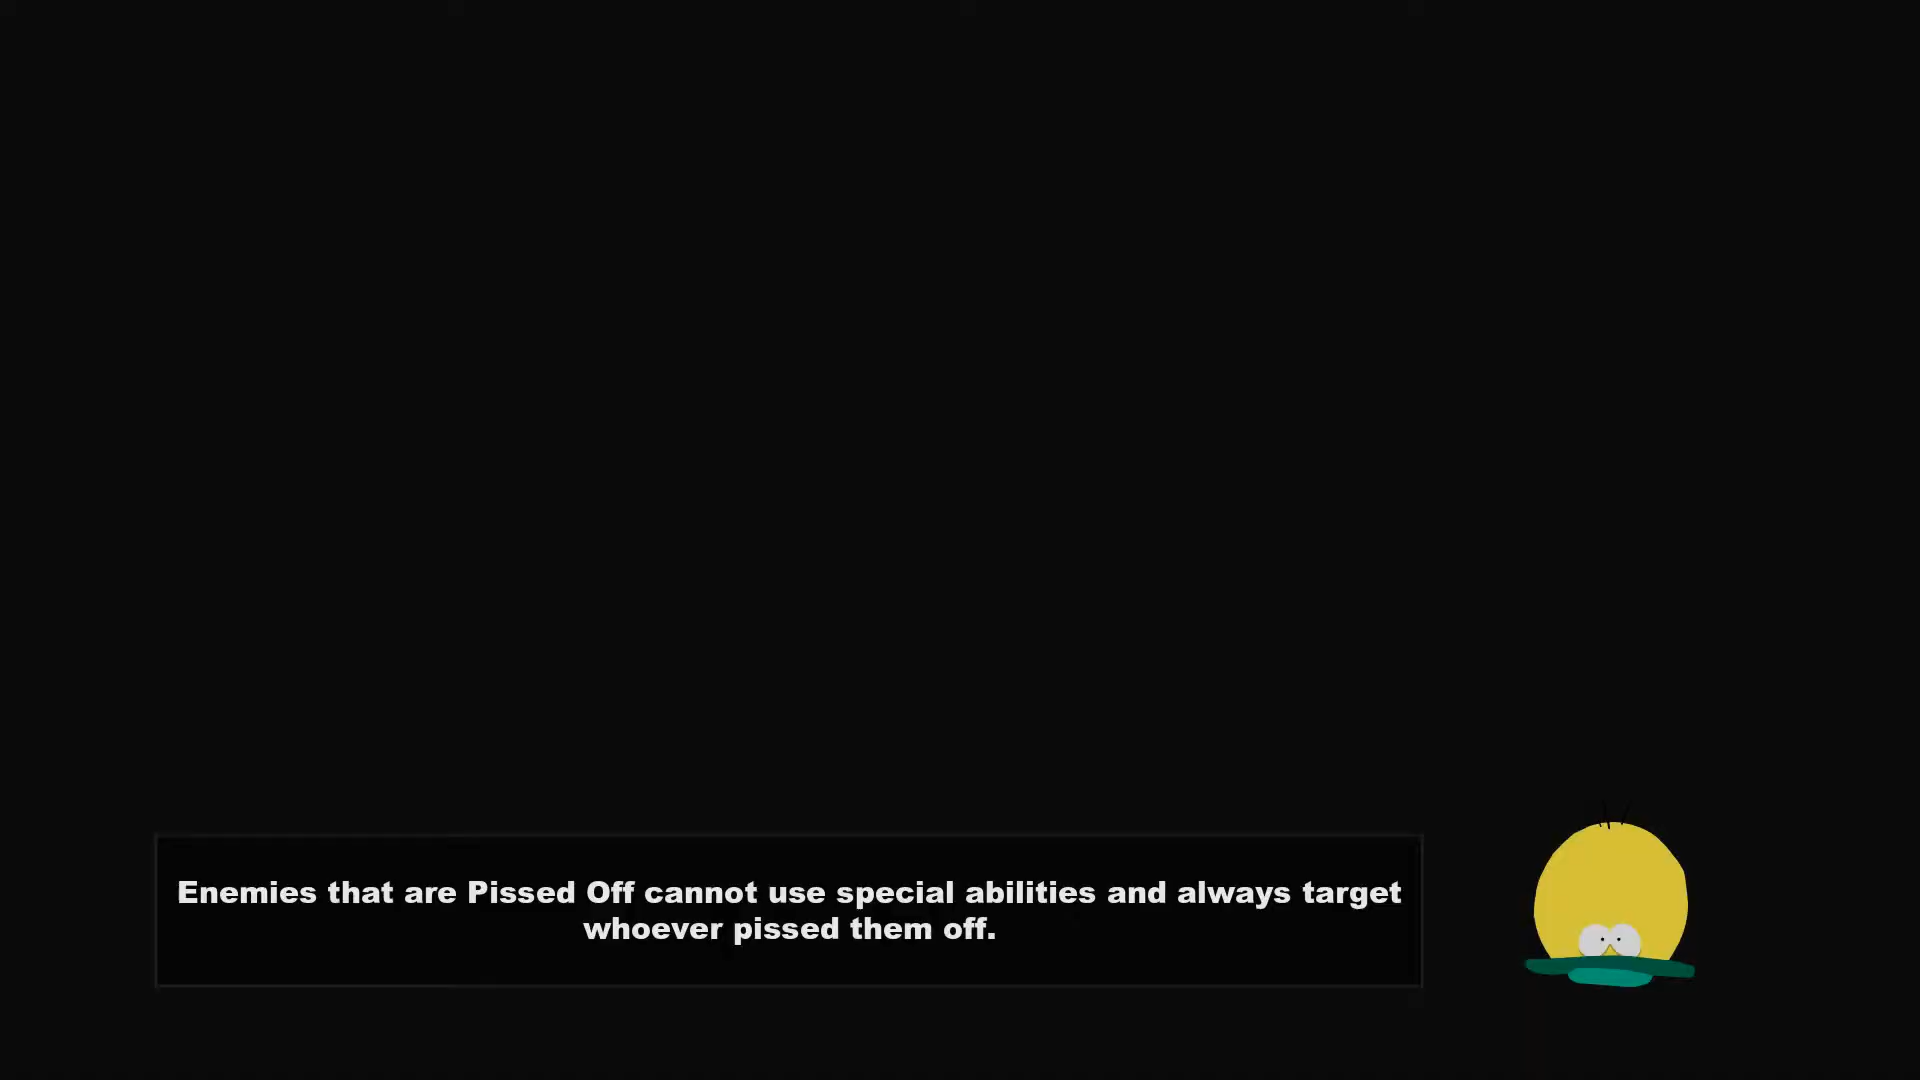 Enemies that are Pissed Off cannot use special abilities and always target
whoever pissed them off.